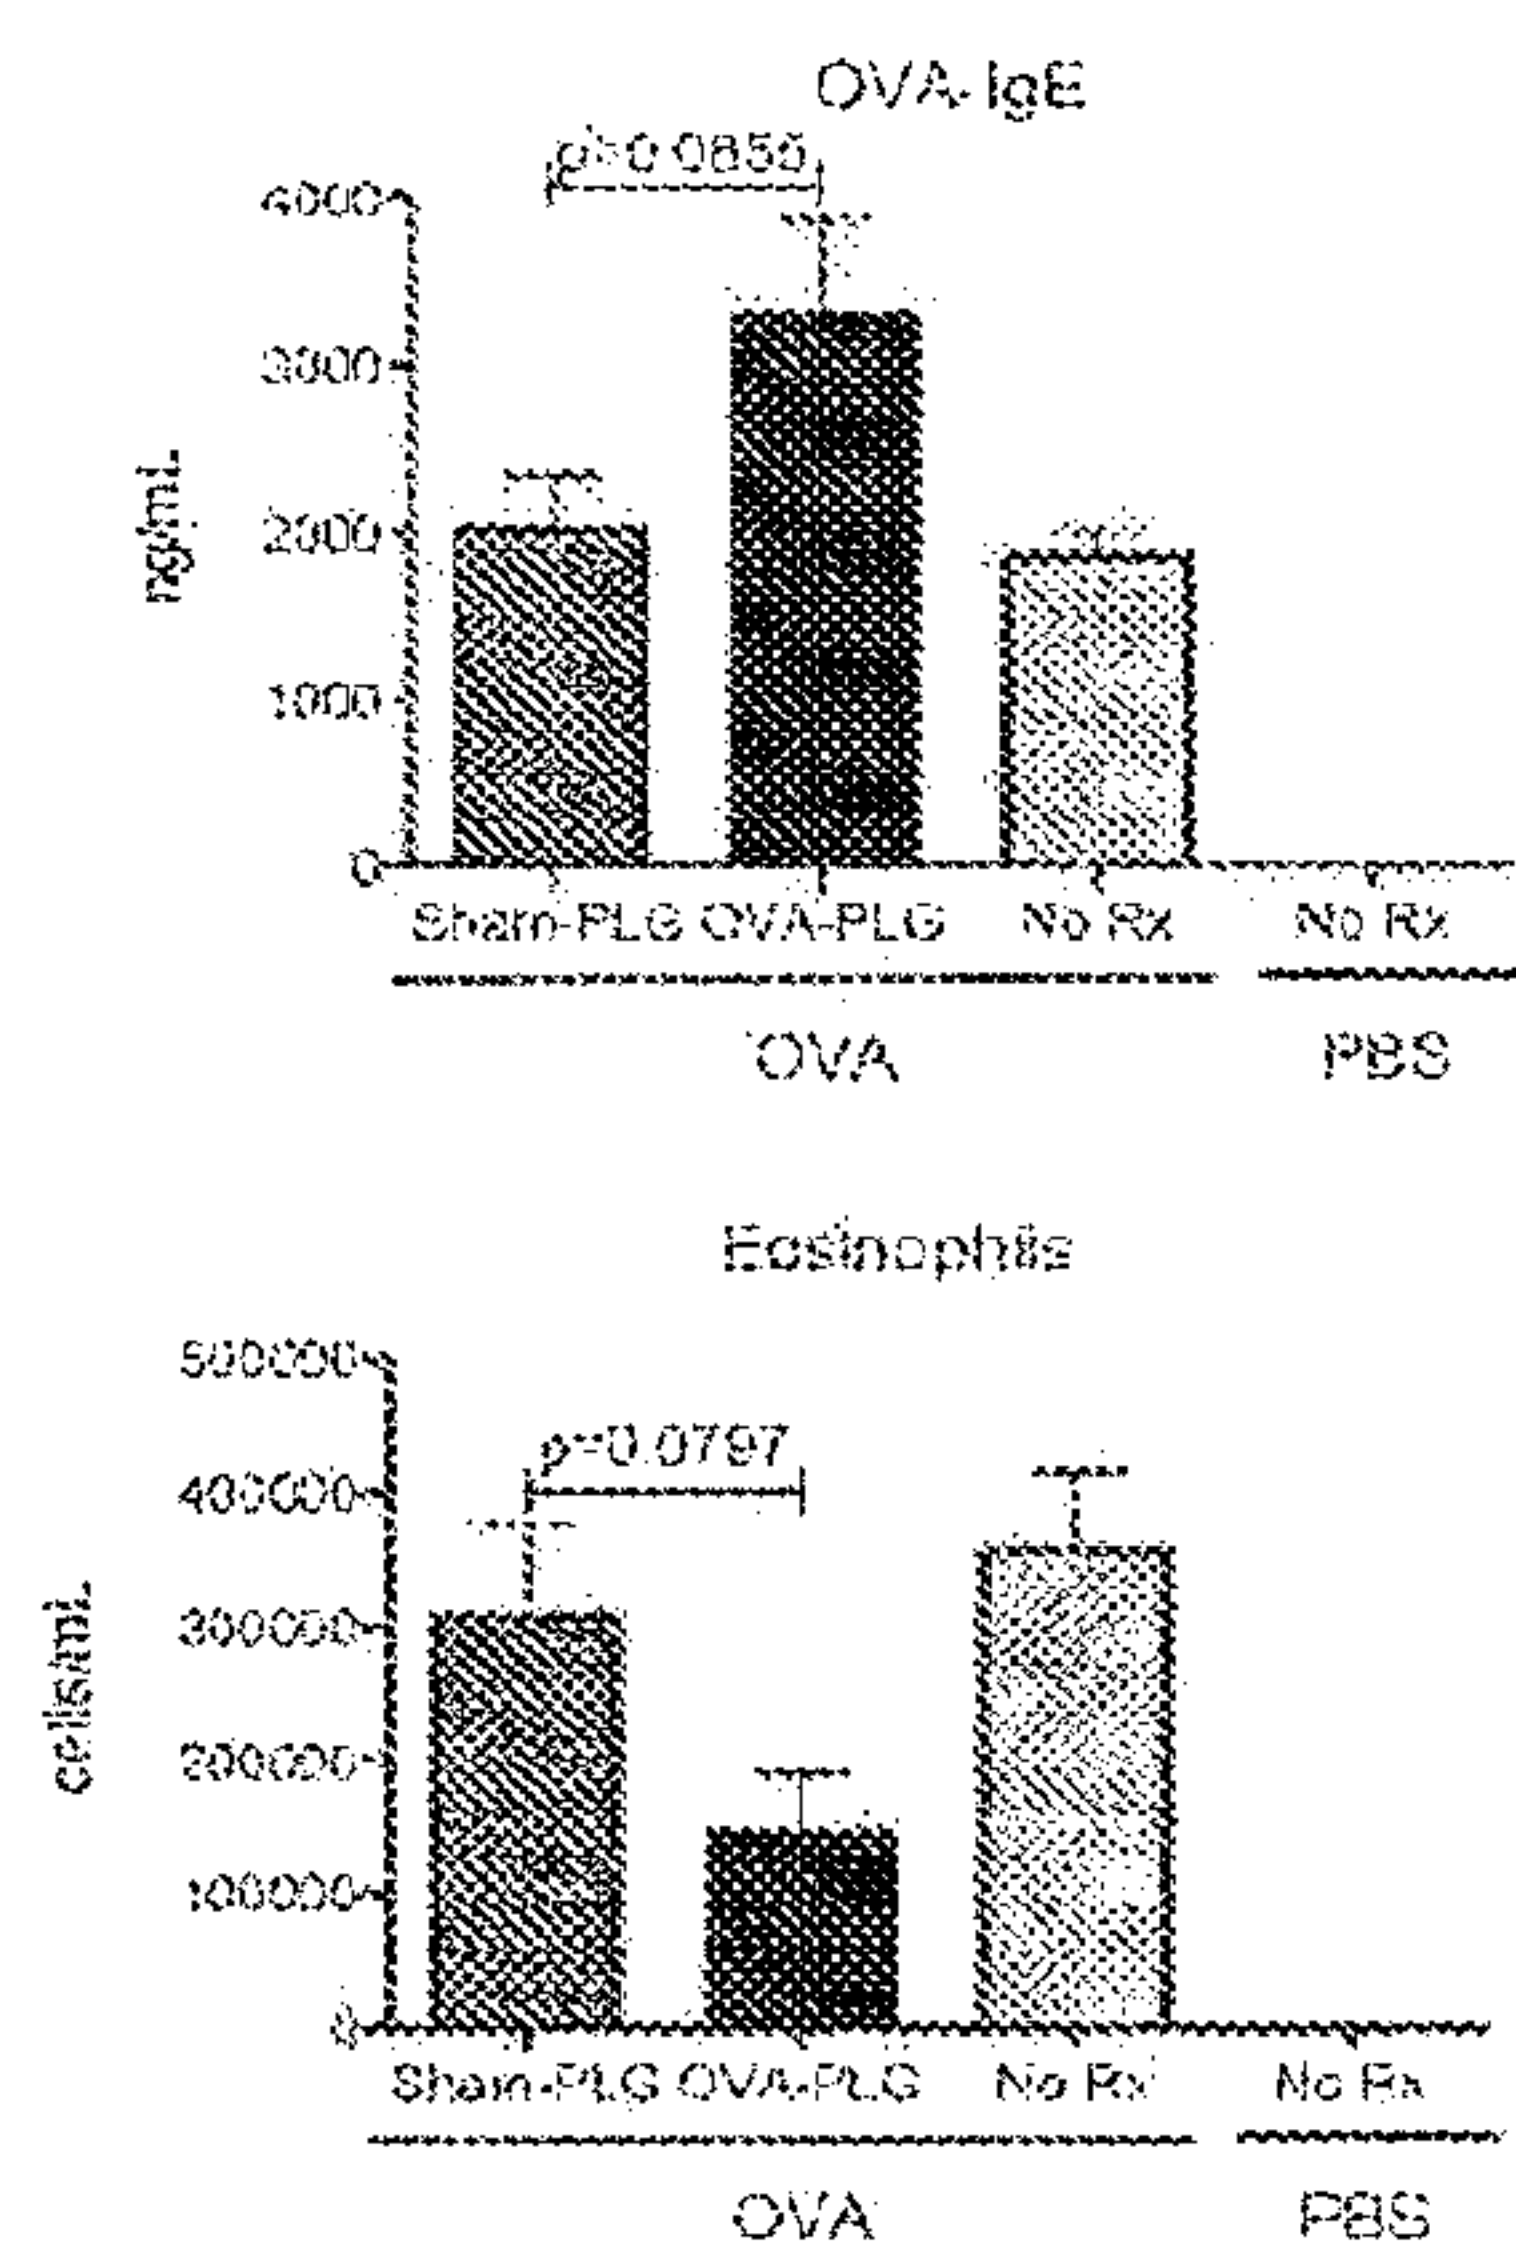 OVA-IgE
p=0.0855
4000
3000
2000
1000
0
ng/mL
Sham-PLG OVA-PLG No Rx No Rx
OVA PBS
Eosinophils
500000
p=0.0797
400000
300000
200000
100000
0
cells/mL
Sham-PLG OVA-PLG No Rx No Rx
OVA PBS